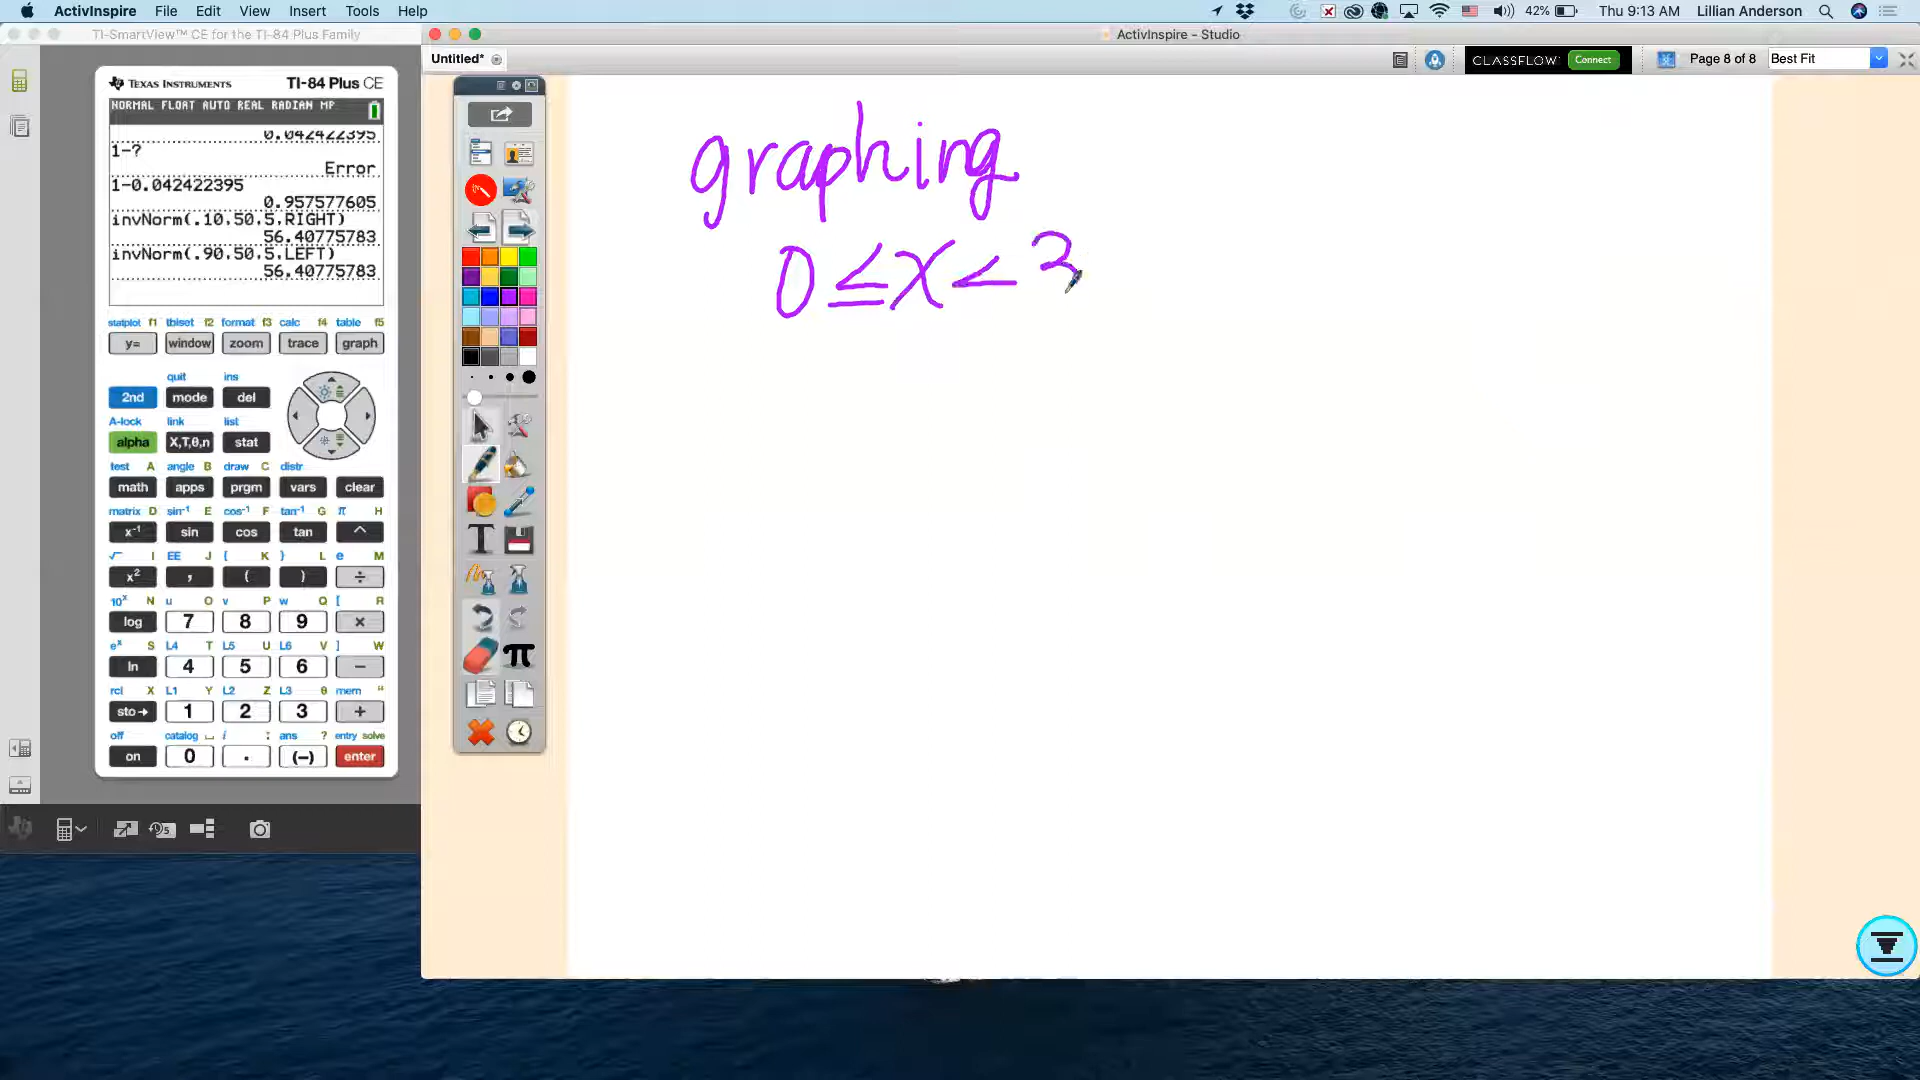 ActivInspire File Edit View Insert Tools Help 42% Thu 9:13 AM Lillian Anderson
TI-SmartView™ CE for the TI-84 Plus Family
ActivInspire - Studio
Untitled*
CLASSFLOW Connect
Page 8 of 8
Best Fit
TEXAS INSTRUMENTS TI-84 Plus CE
NORMAL FLOAT AUTO REAL RADIAN MP
0.042422395
1-?
Error
1-0.042422395
0.957577605
invNorm(.10,50,5,RIGHT)
56.40775783
invNorm(.90,50,5,LEFT)
56.40775783
statplot f1 tblset f2 format f3 calc f4 table f5
y= window zoom trace graph
quit ins
2nd mode del
A-lock link list
alpha X,T,θ,n stat
test A angle B draw C distr
math apps prgm vars clear
matrix D sin⁻¹ E cos⁻¹ F tan⁻¹ G π H
x⁻¹ sin cos tan ^
√ I EE J { K } L e M
x² , ( ) ÷
10ˣ N u O v P w Q [ R
log 7 8 9 ×
eˣ S L4 T L5 U L6 V ] W
ln 4 5 6 −
rcl X L1 Y L2 Z L3 θ mem "
sto→ 1 2 3 +
off catalog ⎵ i : ans ? entry solve
on 0 . (−) enter
T
π
graphing
0 ≤ X <